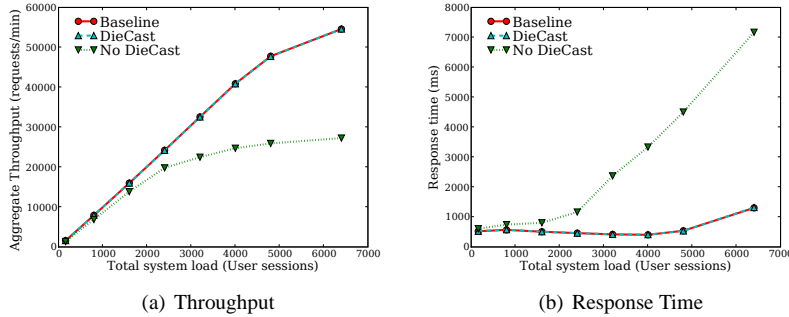 60000
50000
40000
30000
20000
10000
0
0 1000 2000 3000 4000 5000 6000 7000
Aggregate Throughput (requests/min)
Total system load (User sessions)
Baseline
DieCast
No DieCast
(a) Throughput
8000
7000
6000
5000
4000
3000
2000
1000
0
0 1000 2000 3000 4000 5000 6000 7000
Response time (ms)
Total system load (User sessions)
Baseline
DieCast
No DieCast
(b) Response Time